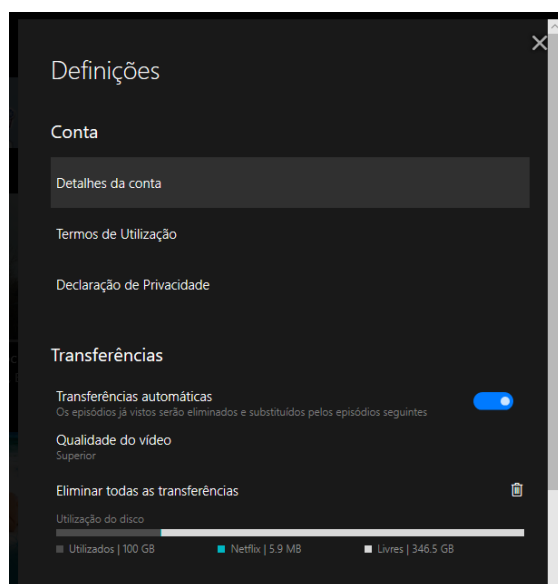 Definições
Conta
Detalhes da conta
Termos de Utilização
Declaração de Privacidade
Transferências
Transferências automáticas
Os episódios já vistos serão eliminados e substituídos pelos episódios seguintes
Qualidade do vídeo
Superior
Eliminar todas as transferências
Utilização do disco
Utilizados | 100 GB Netflix | 5.9 MB Livres | 346.5 GB